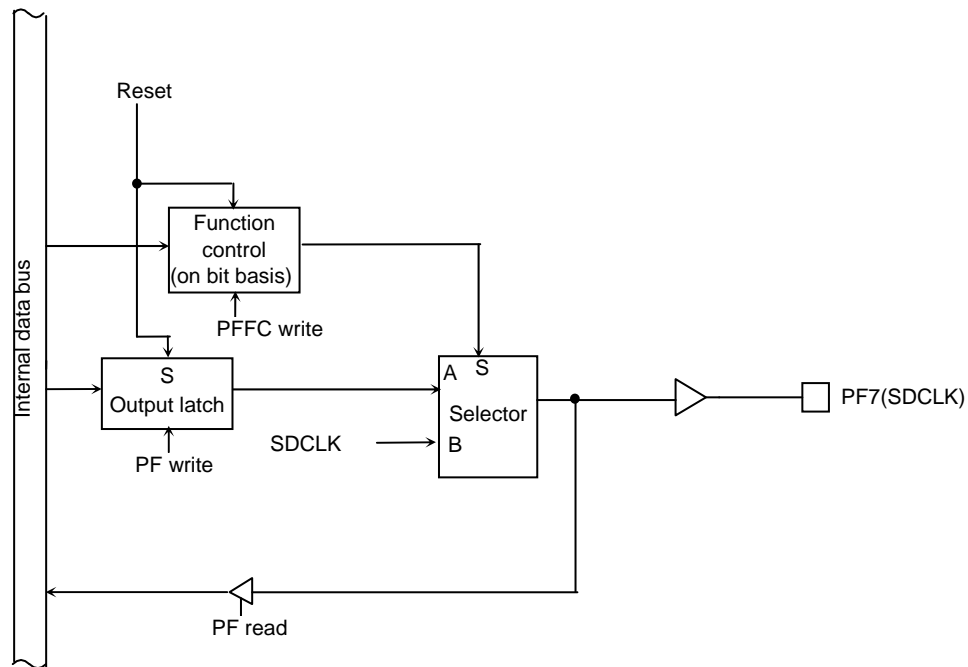 Reset
Function
control
(on bit basis)
PFFC write
Internal data bus
S
Output latch
PF write
A
S
Selector
B
SDCLK
PF7(SDCLK)
PF read